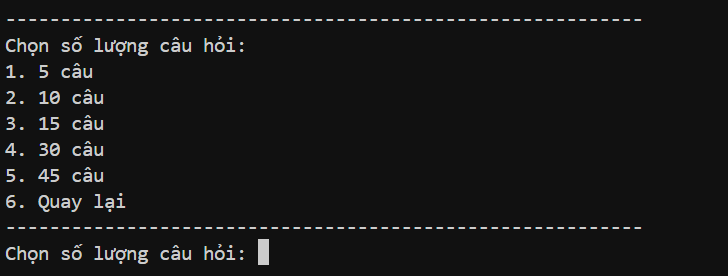 ----------------------------------------------------------
Chọn số lượng câu hỏi:
1. 5 câu
2. 10 câu
3. 15 câu
4. 30 câu
5. 45 câu
6. Quay lại
----------------------------------------------------------
Chọn số lượng câu hỏi: